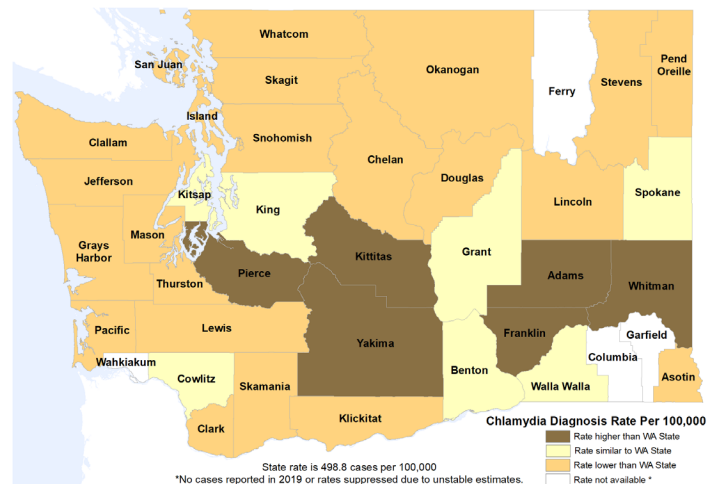 Whatcom
San Juan
Skagit
Okanogan
Ferry
Stevens
Pend
Oreille
Island
Snohomish
Clallam
Chelan
Douglas
Jefferson
Kitsap
King
Lincoln
Spokane
Mason
Grays
Harbor
Grant
Kittitas
Pierce
Adams
Whitman
Thurston
Pacific
Lewis
Yakima
Franklin
Garfield
Wahkiakum
Columbia
Cowlitz
Benton
Asotin
Skamania
Walla Walla
Clark
Klickitat
Chlamydia Diagnosis Rate Per 100,000
Rate higher than WA State
Rate similar to WA State
Rate lower than WA State
Rate not available *
State rate is 498.8 cases per 100,000
*No cases reported in 2019 or rates suppressed due to unstable estimates.